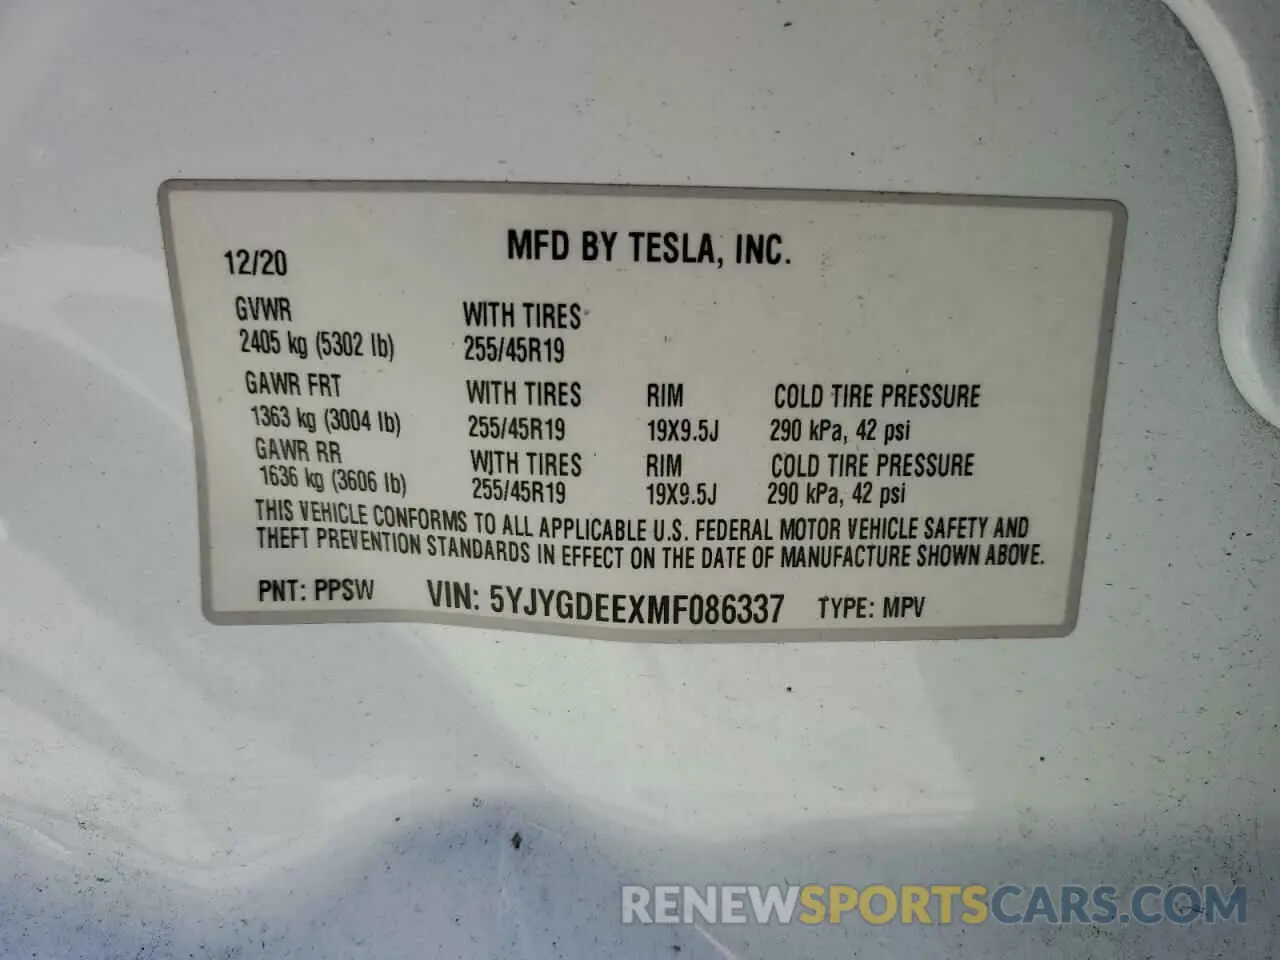 MFD BY TESLA, INC.
12/20
GVWR WITH TIRES
2405 kg (5302 lb) 255/45R19
GAWR FRT WITH TIRES RIM COLD TIRE PRESSURE
1363 kg (3004 lb) 255/45R19 19X9.5J 290 kPa, 42 psi
GAWR RR WITH TIRES RIM COLD TIRE PRESSURE
1636 kg (3606 lb) 255/45R19 19X9.5J 290 kPa, 42 psi
THIS VEHICLE CONFORMS TO ALL APPLICABLE U.S. FEDERAL MOTOR VEHICLE SAFETY AND
THEFT PREVENTION STANDARDS IN EFFECT ON THE DATE OF MANUFACTURE SHOWN ABOVE.
PNT: PPSW VIN: 5YJYGDEEXMF086337 TYPE: MPV
RENEWSPORTSCARS.COM